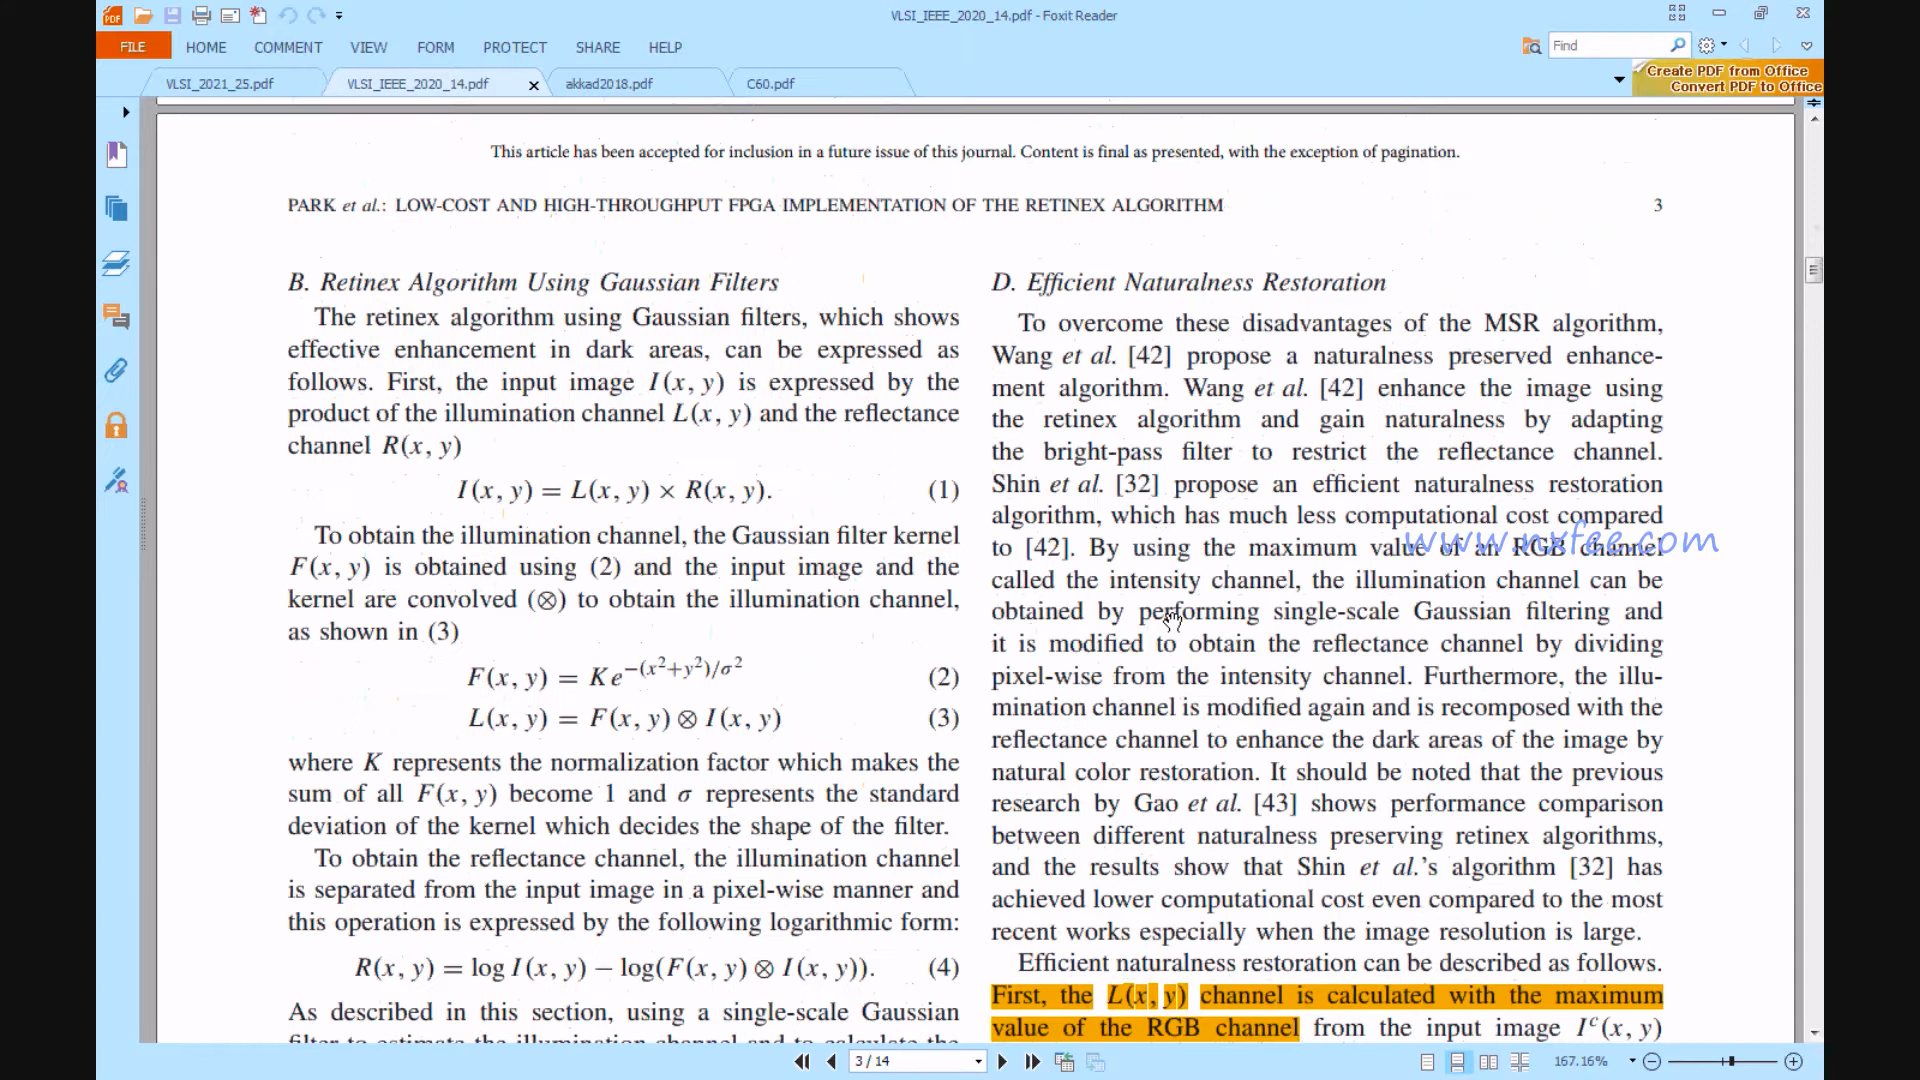 VLSI_IEEE_2020_14.pdf - Foxit Reader
FILE HOME COMMENT VIEW FORM PROTECT SHARE HELP
Find
VLSI_2021_25.pdf VLSI_IEEE_2020_14.pdf akkad2018.pdf C60.pdf
Create PDF from Office
Convert PDF to Office
This article has been accepted for inclusion in a future issue of this journal. Content is final as presented, with the exception of pagination.
PARK et al.: LOW-COST AND HIGH-THROUGHPUT FPGA IMPLEMENTATION OF THE RETINEX ALGORITHM 3
B. Retinex Algorithm Using Gaussian Filters
The retinex algorithm using Gaussian filters, which shows
effective enhancement in dark areas, can be expressed as
follows. First, the input image I(x, y) is expressed by the
product of the illumination channel L(x, y) and the reflectance
channel R(x, y)
I(x, y) = L(x, y) × R(x, y). (1)
To obtain the illumination channel, the Gaussian filter kernel
F(x, y) is obtained using (2) and the input image and the
kernel are convolved (⊗) to obtain the illumination channel,
as shown in (3)
F(x, y) = Ke^{-(x^2+y^2)/σ^2} (2)
L(x, y) = F(x, y) ⊗ I(x, y) (3)
where K represents the normalization factor which makes the
sum of all F(x, y) become 1 and σ represents the standard
deviation of the kernel which decides the shape of the filter.
To obtain the reflectance channel, the illumination channel
is separated from the input image in a pixel-wise manner and
this operation is expressed by the following logarithmic form:
R(x, y) = log I(x, y) − log(F(x, y) ⊗ I(x, y)). (4)
As described in this section, using a single-scale Gaussian
filter to estimate the illumination channel and to calculate the
D. Efficient Naturalness Restoration
To overcome these disadvantages of the MSR algorithm,
Wang et al. [42] propose a naturalness preserved enhance-
ment algorithm. Wang et al. [42] enhance the image using
the retinex algorithm and gain naturalness by adapting
the bright-pass filter to restrict the reflectance channel.
Shin et al. [32] propose an efficient naturalness restoration
algorithm, which has much less computational cost compared
to [42]. By using the maximum value of an RGB channel
www.nxfee.com
called the intensity channel, the illumination channel can be
obtained by performing single-scale Gaussian filtering and
it is modified to obtain the reflectance channel by dividing
pixel-wise from the intensity channel. Furthermore, the illu-
mination channel is modified again and is recomposed with the
reflectance channel to enhance the dark areas of the image by
natural color restoration. It should be noted that the previous
research by Gao et al. [43] shows performance comparison
between different naturalness preserving retinex algorithms,
and the results show that Shin et al.'s algorithm [32] has
achieved lower computational cost even compared to the most
recent works especially when the image resolution is large.
Efficient naturalness restoration can be described as follows.
First, the L(x, y) channel is calculated with the maximum
value of the RGB channel from the input image I^c(x, y)
3 / 14
167.16%